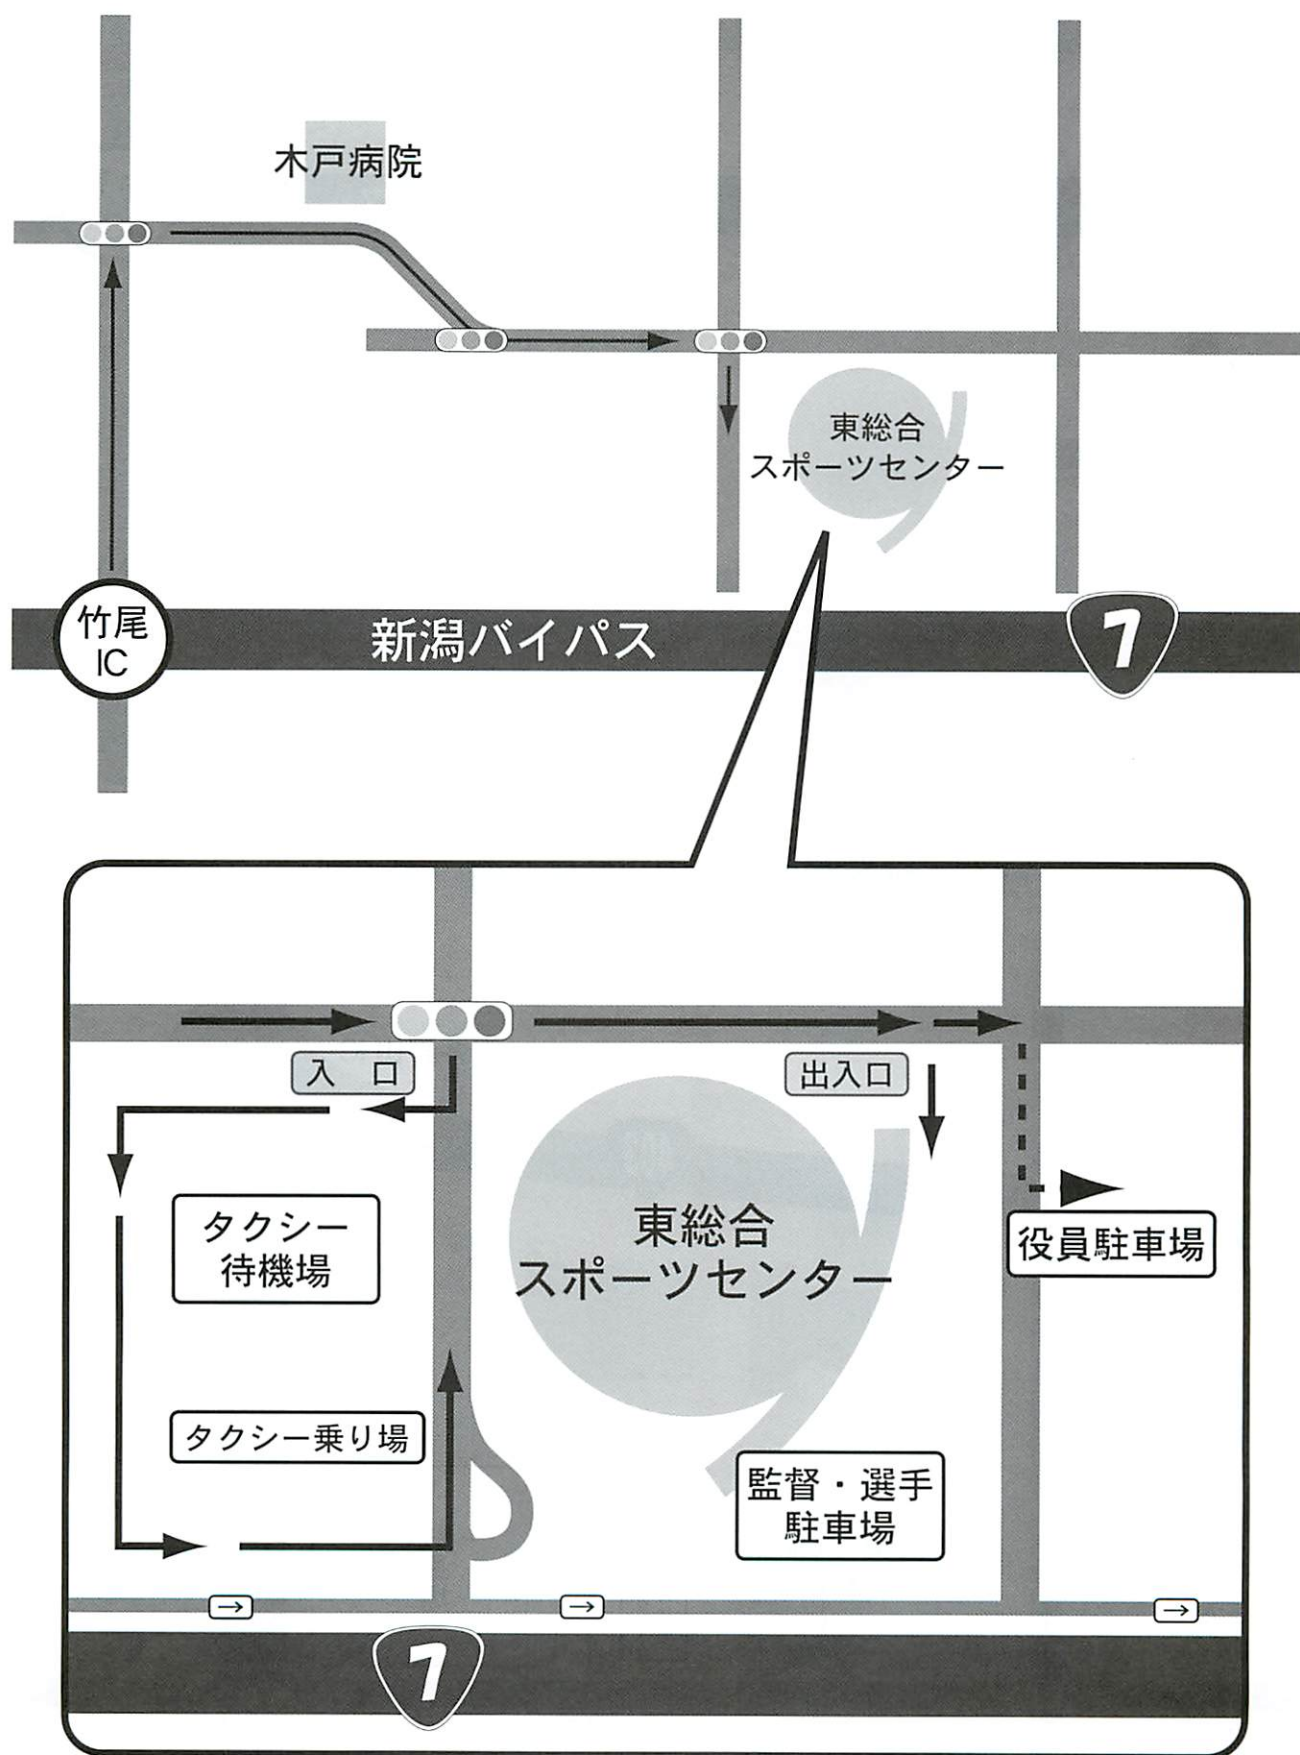 木戸病院
東総合
スポーツセンター
竹尾
IC
新潟バイパス
7
入 口
出入口
タクシー
待機場
東総合
スポーツセンター
役員駐車場
タクシー乗り場
監督・選手
駐車場
→
→
→
7